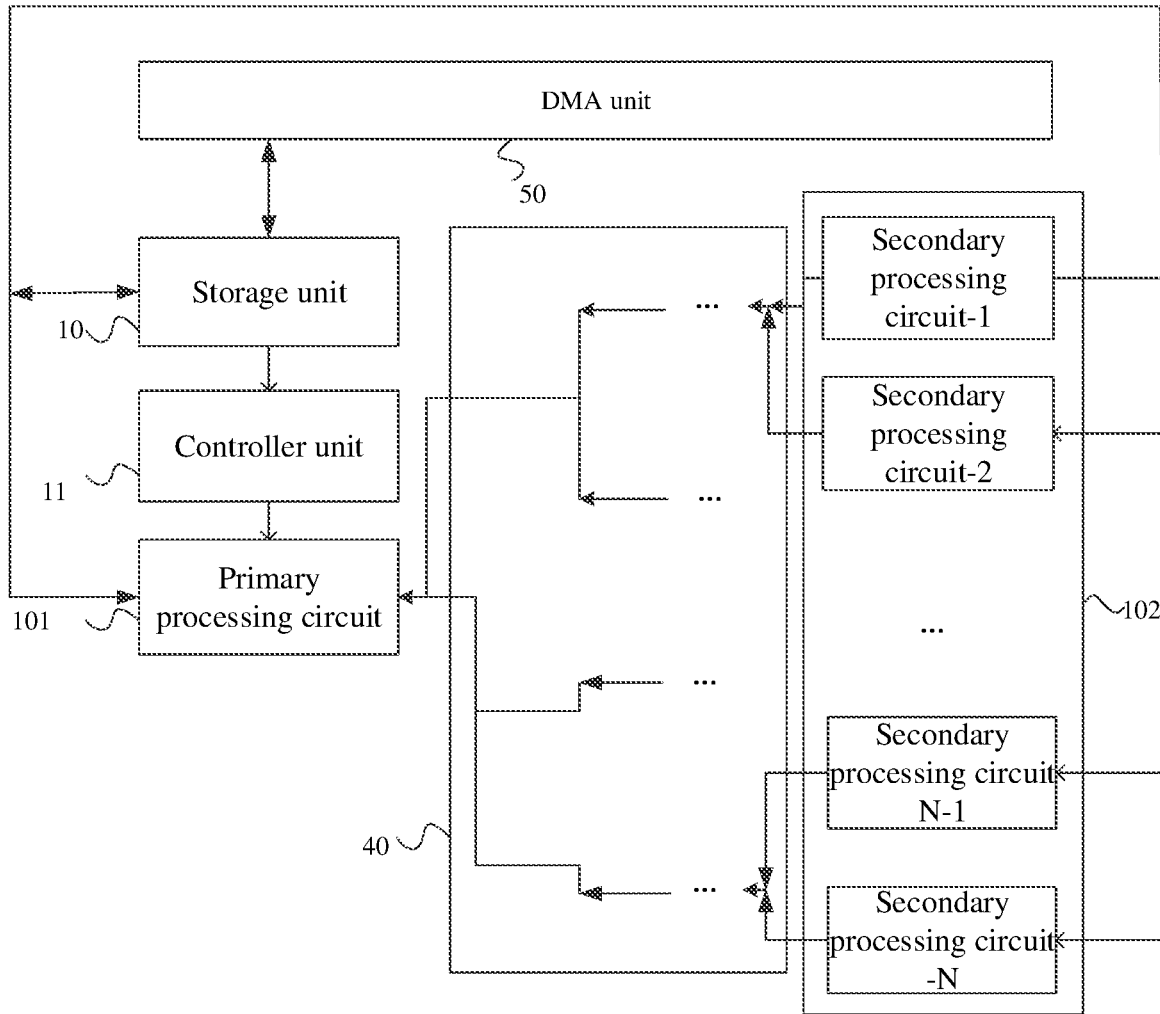 DMA unit
50
Storage unit
10
Controller unit
11
Primary
processing circuit
101
40
...
...
...
...
Secondary
processing
circuit-1
Secondary
processing
circuit-2
...
102
Secondary
processing circuit
N-1
Secondary
processing circuit
-N